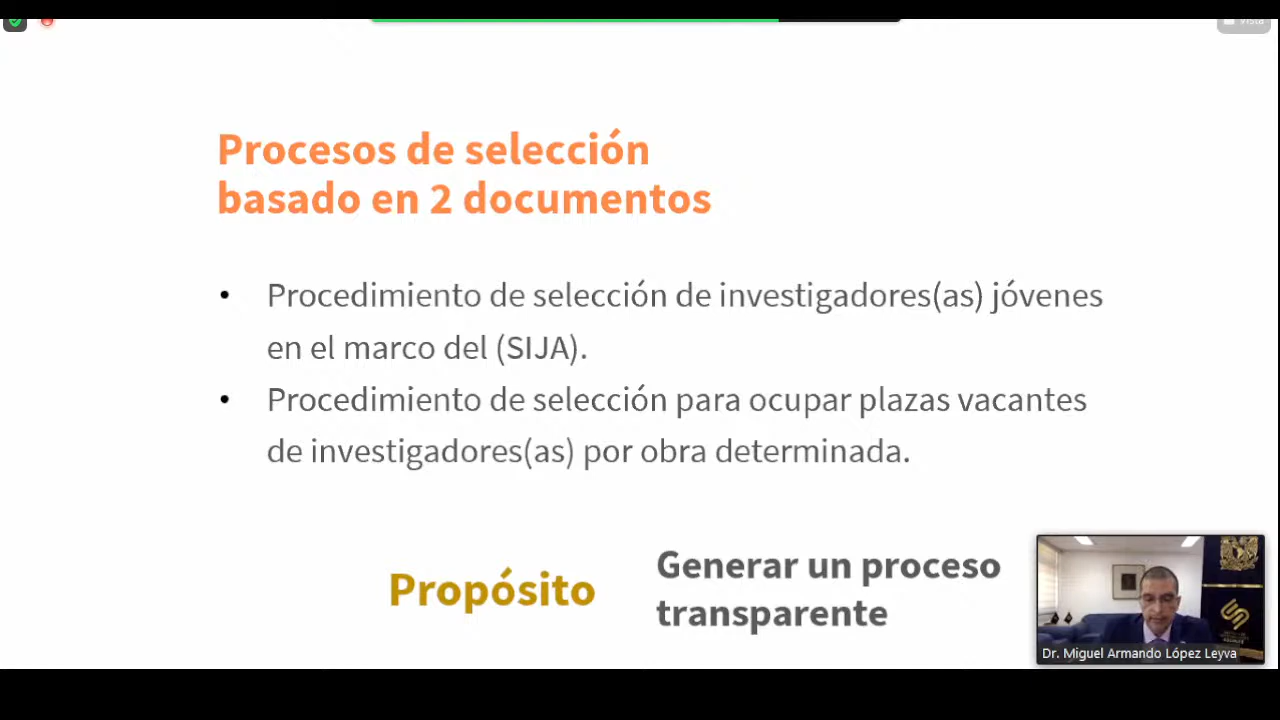 Vista
Procesos de selección
basado en 2 documentos
• Procedimiento de selección de investigadores(as) jóvenes
en el marco del (SIJA).
• Procedimiento de selección para ocupar plazas vacantes
de investigadores(as) por obra determinada.
Propósito
Generar un proceso
transparente
Dr. Miguel Armando López Leyva